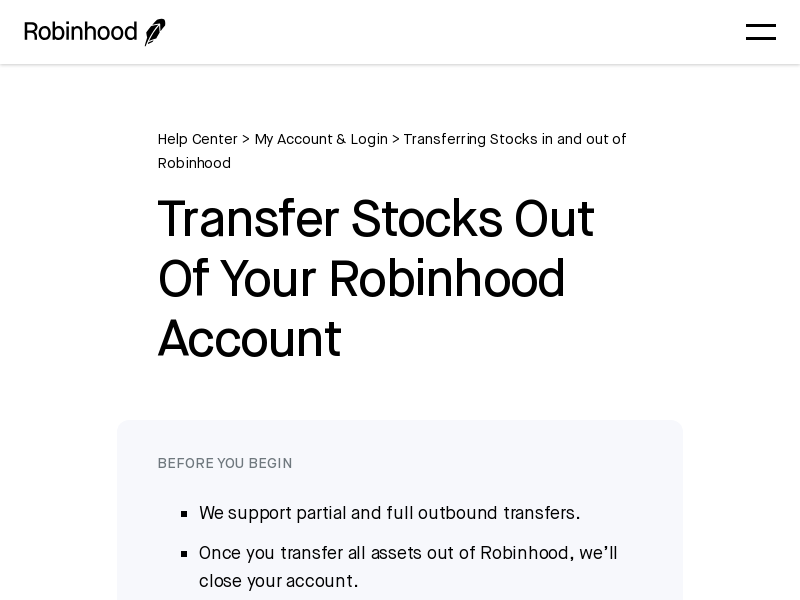 Robinhood
Help Center > My Account & Login > Transferring Stocks in and out of
Robinhood
Transfer Stocks Out
Of Your Robinhood
Account
BEFORE YOU BEGIN
We support partial and full outbound transfers.
Once you transfer all assets out of Robinhood, we’ll
close your account.